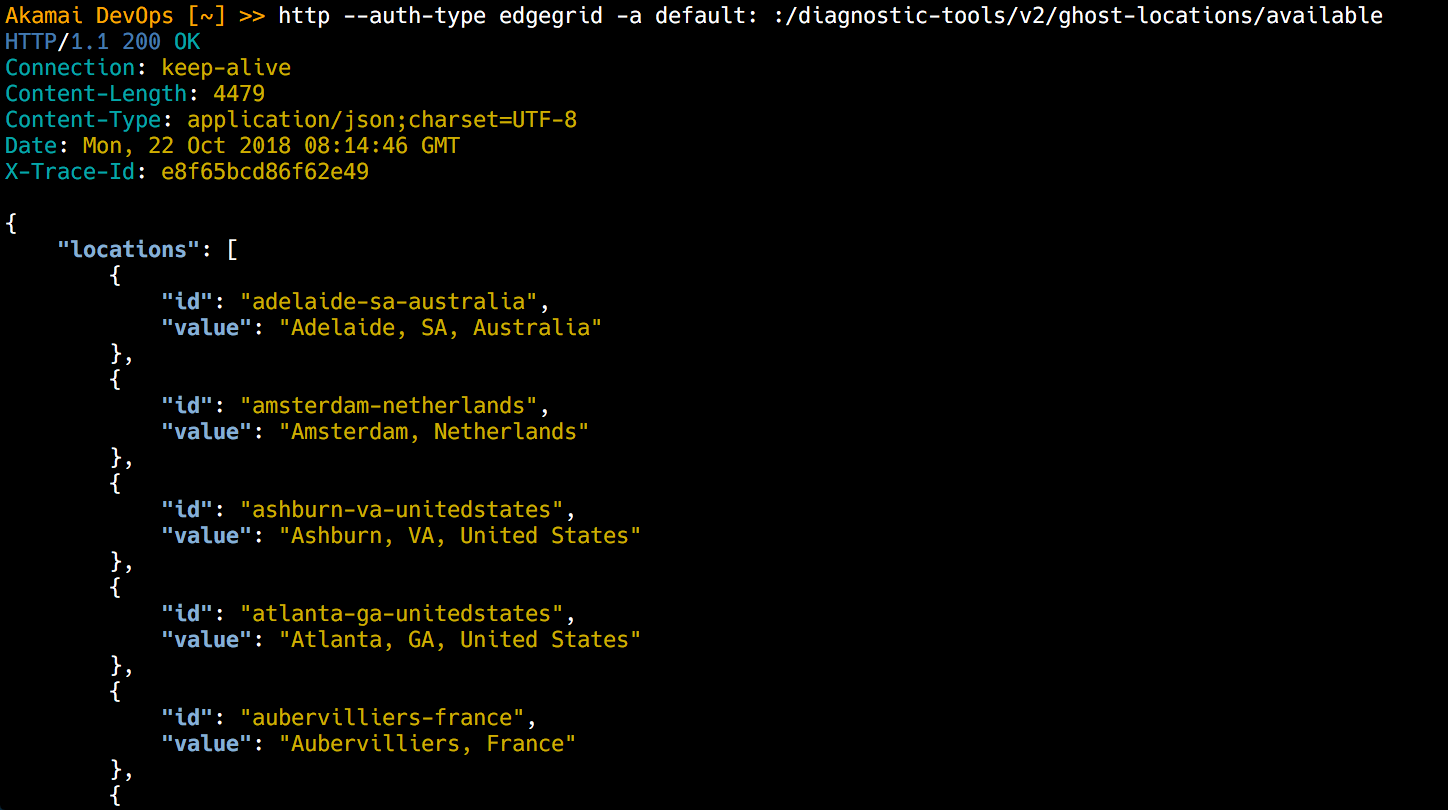 Akamai DevOps [~] >> http --auth-type edgegrid -a default: :/diagnostic-tools/v2/ghost-locations/available
HTTP/1.1 200 OK
Connection: keep-alive
Content-Length: 4479
Content-Type: application/json;charset=UTF-8
Date: Mon, 22 Oct 2018 08:14:46 GMT
X-Trace-Id: e8f65bcd86f62e49

{
    "locations": [
        {
            "id": "adelaide-sa-australia",
            "value": "Adelaide, SA, Australia"
        },
        {
            "id": "amsterdam-netherlands",
            "value": "Amsterdam, Netherlands"
        },
        {
            "id": "ashburn-va-unitedstates",
            "value": "Ashburn, VA, United States"
        },
        {
            "id": "atlanta-ga-unitedstates",
            "value": "Atlanta, GA, United States"
        },
        {
            "id": "aubervilliers-france",
            "value": "Aubervilliers, France"
        },
        {